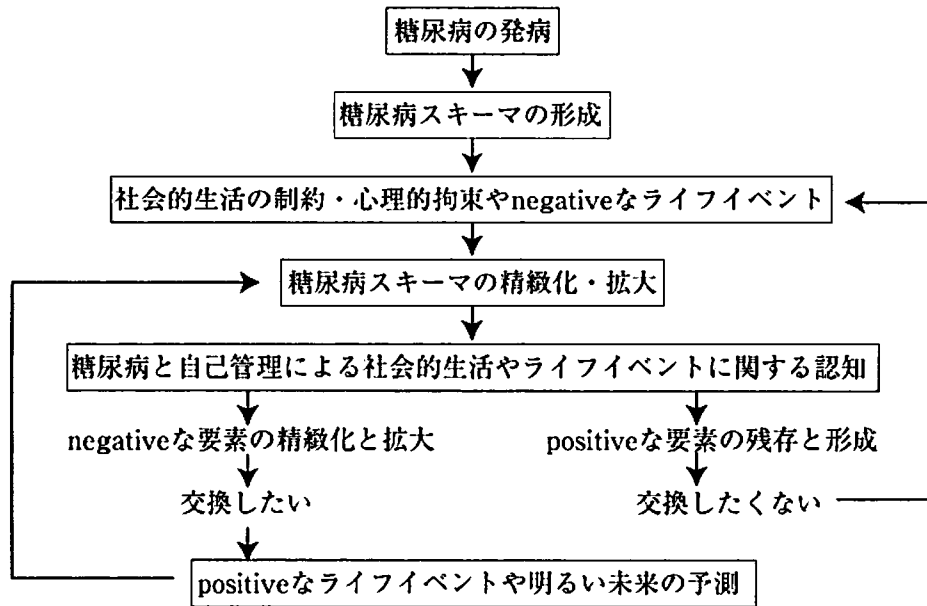 糖尿病の発病
糖尿病スキーマの形成
社会的生活の制約・心理的拘束やnegativeなライフイベント
糖尿病スキーマの精緻化・拡大
糖尿病と自己管理による社会的生活やライフイベントに関する認知
negativeな要素の精緻化と拡大
positiveな要素の残存と形成
交換したい
交換したくない
positiveなライフイベントや明るい未来の予測